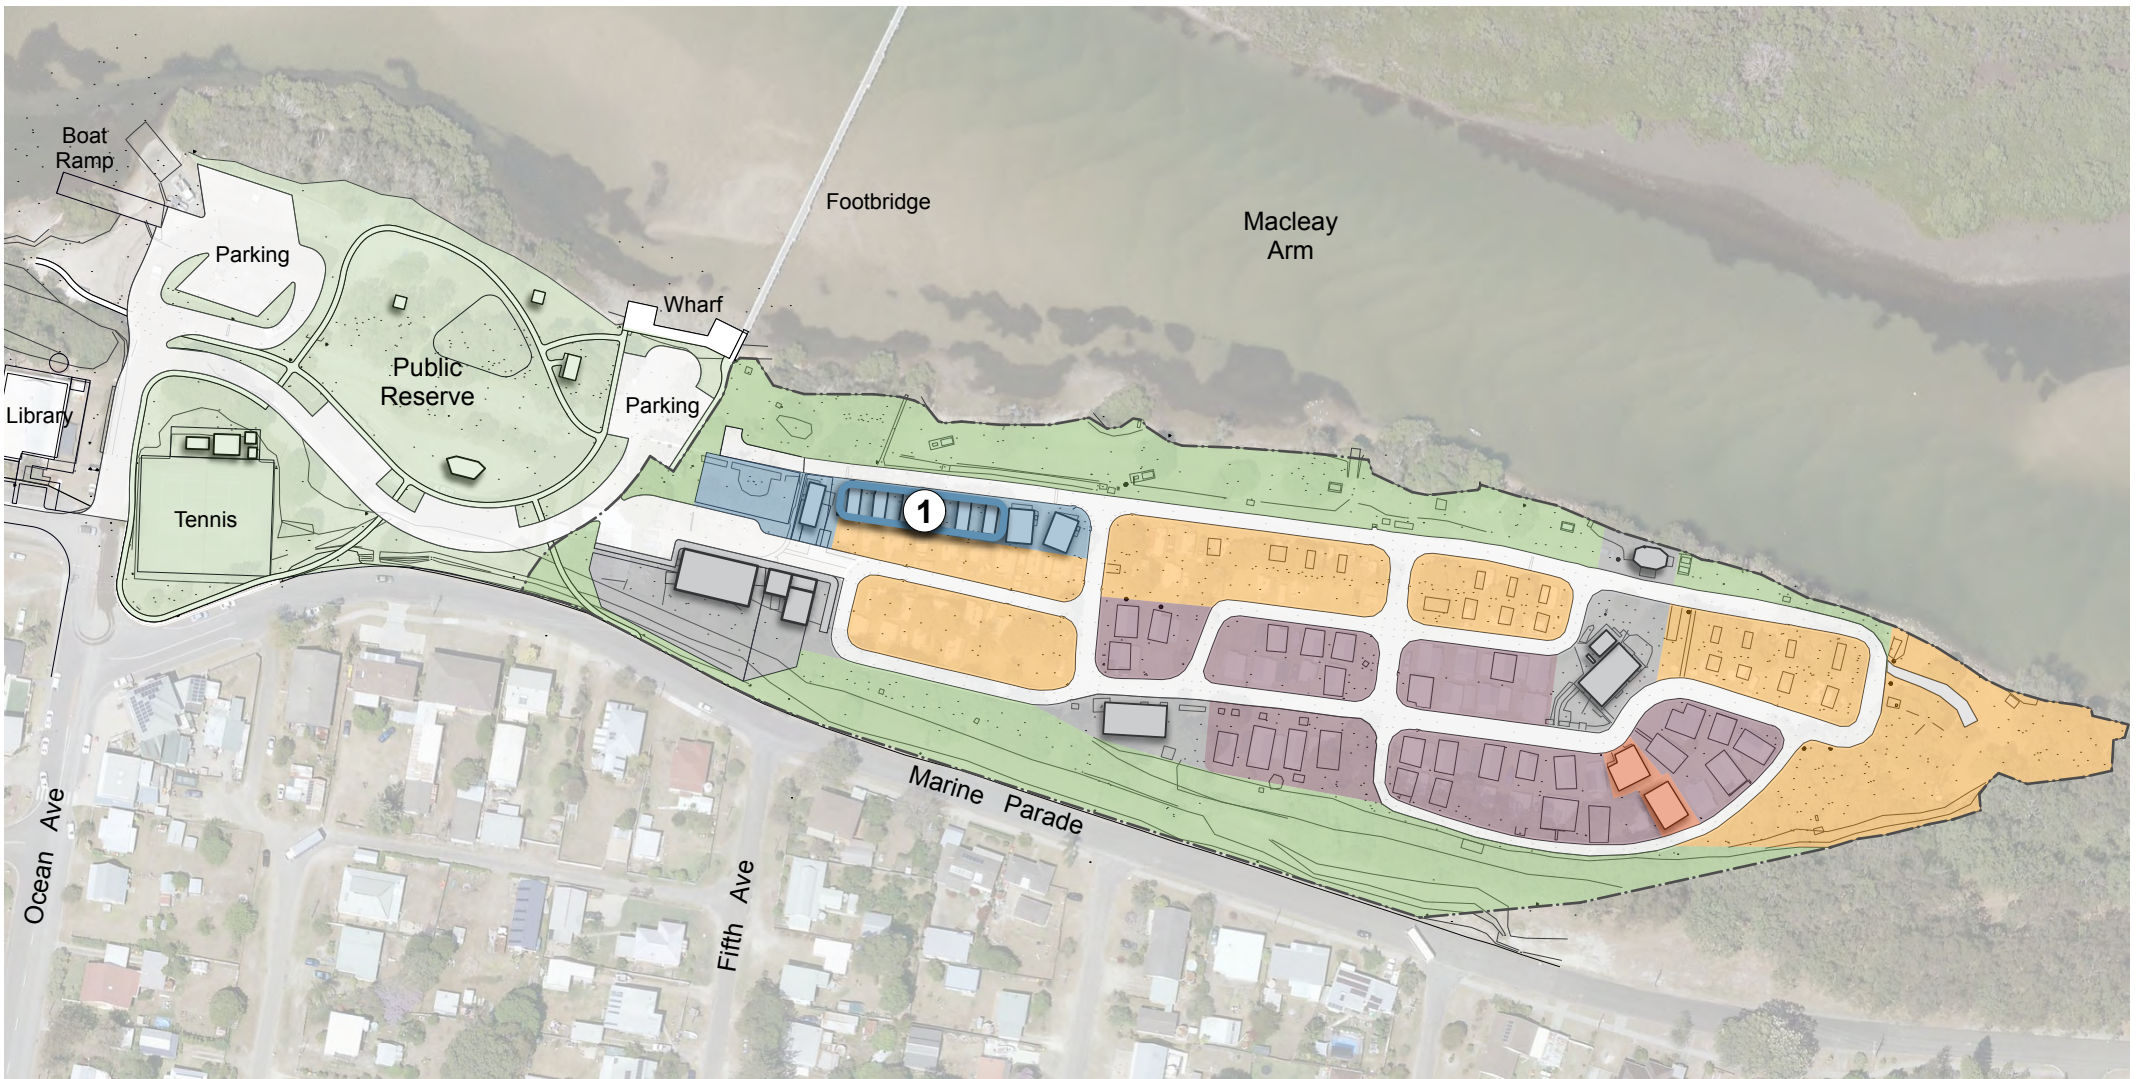 Boat
Ramp
Footbridge
Macleay
Arm
Parking
Wharf
Public
Reserve
Parking
Library
Tennis
1
Marine Parade
Ocean Ave
Fifth Ave